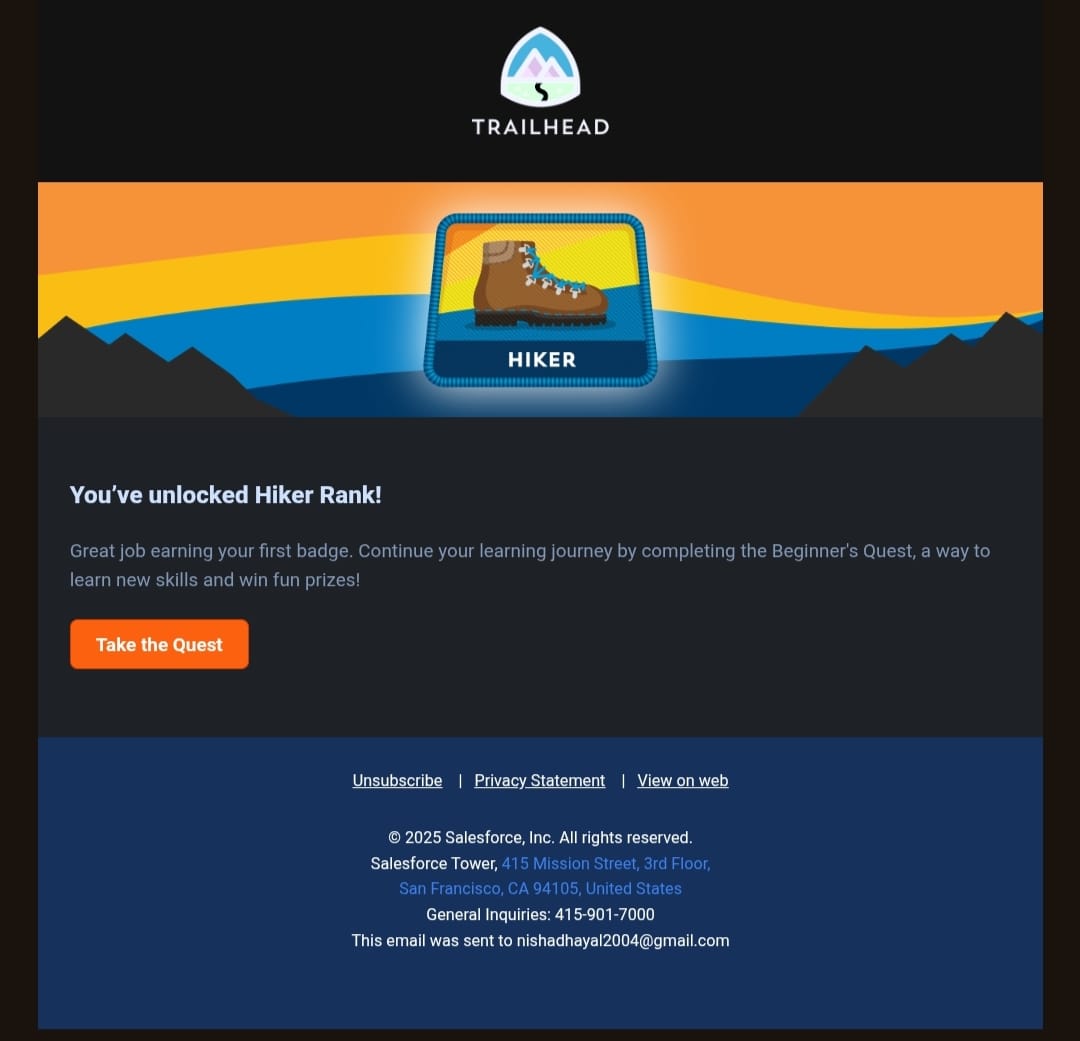 TRAILHEAD
HIKER
You’ve unlocked Hiker Rank!
Great job earning your first badge. Continue your learning journey by completing the Beginner's Quest, a way to
learn new skills and win fun prizes!
Take the Quest
Unsubscribe | Privacy Statement | View on web
© 2025 Salesforce, Inc. All rights reserved.
Salesforce Tower, 415 Mission Street, 3rd Floor,
San Francisco, CA 94105, United States
General Inquiries: 415-901-7000
This email was sent to nishadhayal2004@gmail.com